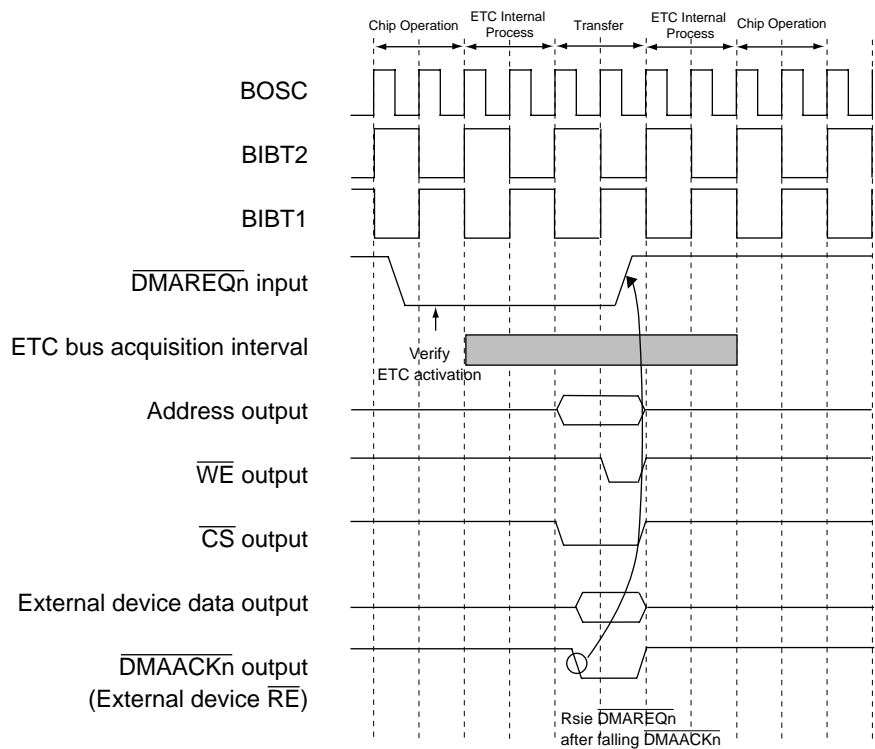 Chip Operation
ETC Internal
Process
Transfer
ETC Internal
Process
Chip Operation
BOSC
BIBT2
BIBT1
DMAREQn input
ETC bus acquisition interval
Verify
ETC activation
Address output
WE output
CS output
External device data output
DMAACKn output
(External device RE)
Rsie DMAREQn
after falling DMAACKn